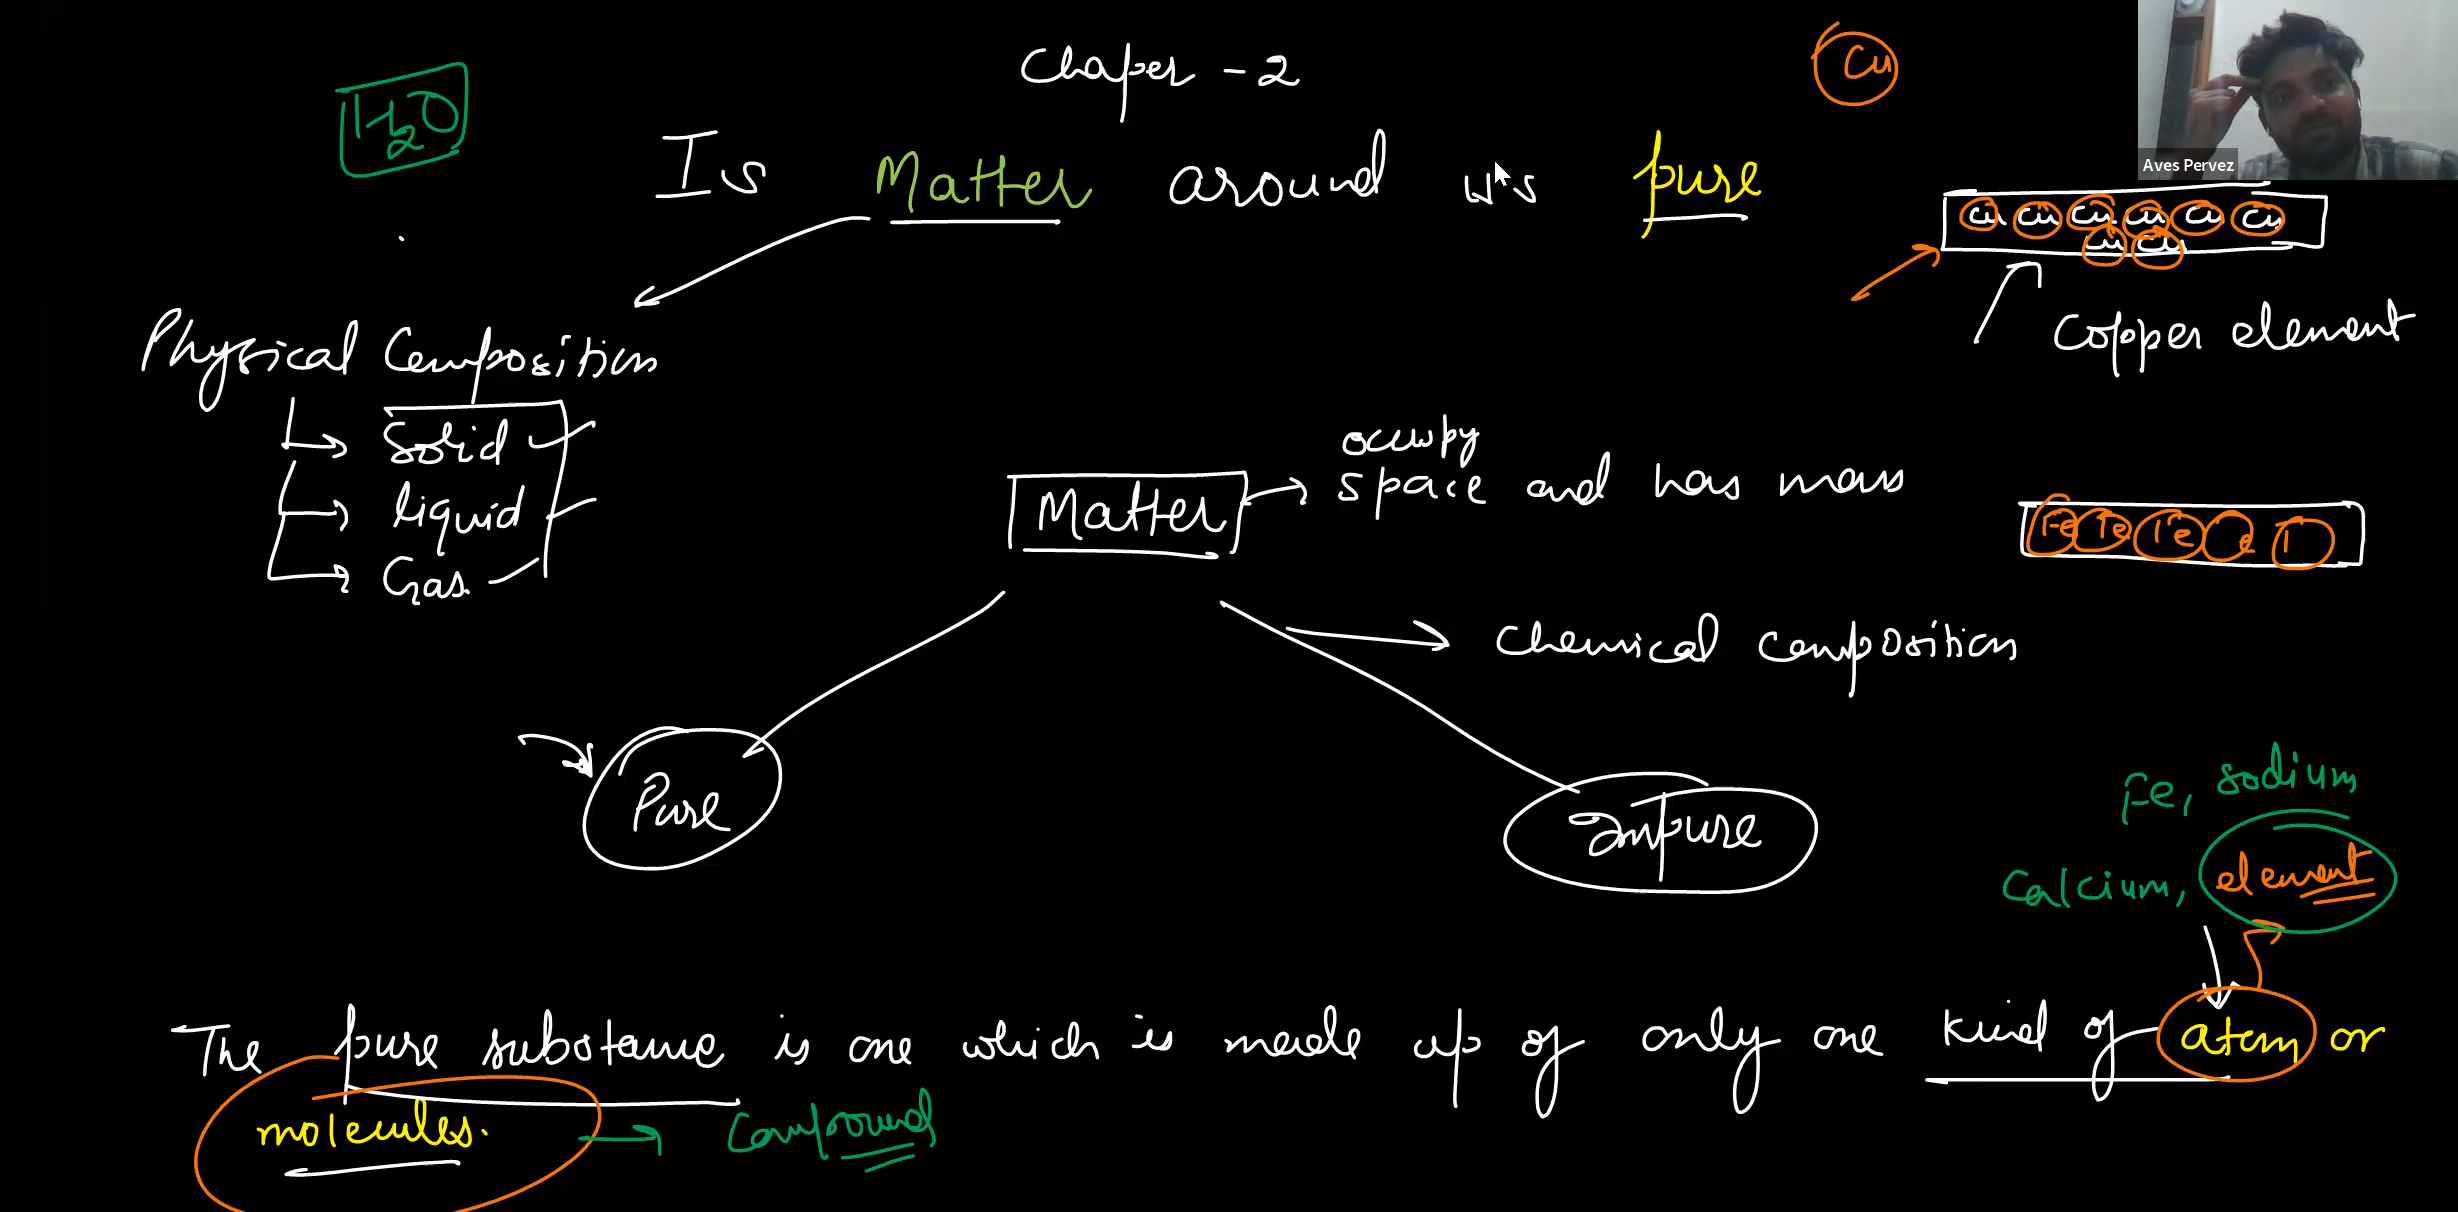 Chaper - 2
H2O
Cu
Is Matter around us pure
Aves Pervez
Cu Cu Cu Cu Cu Cu
Cu Cu
Copper element
Physical Composition
Solid
liquid
Gas
Matter
occupy
space and has mass
Fe Fe Fe
Chemical composition
Pure
Impure
Fe, sodium
Calcium, element
The pure substance is one which is made up of only one kind of atom or
molecules.
Compound